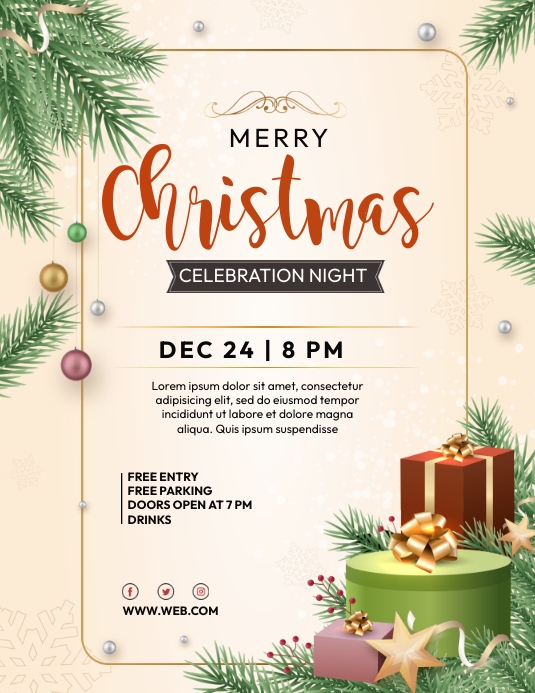 MERRY
Christmas
CELEBRATION NIGHT
DEC 24 | 8 PM
Lorem ipsum dolor sit amet, consectetur
adipisicing elit, sed do eiusmod tempor
incididunt ut labore et dolore magna
aliqua. Quis ipsum suspendisse
FREE ENTRY
FREE PARKING
DOORS OPEN AT 7 PM
DRINKS
WWW.WEB.COM